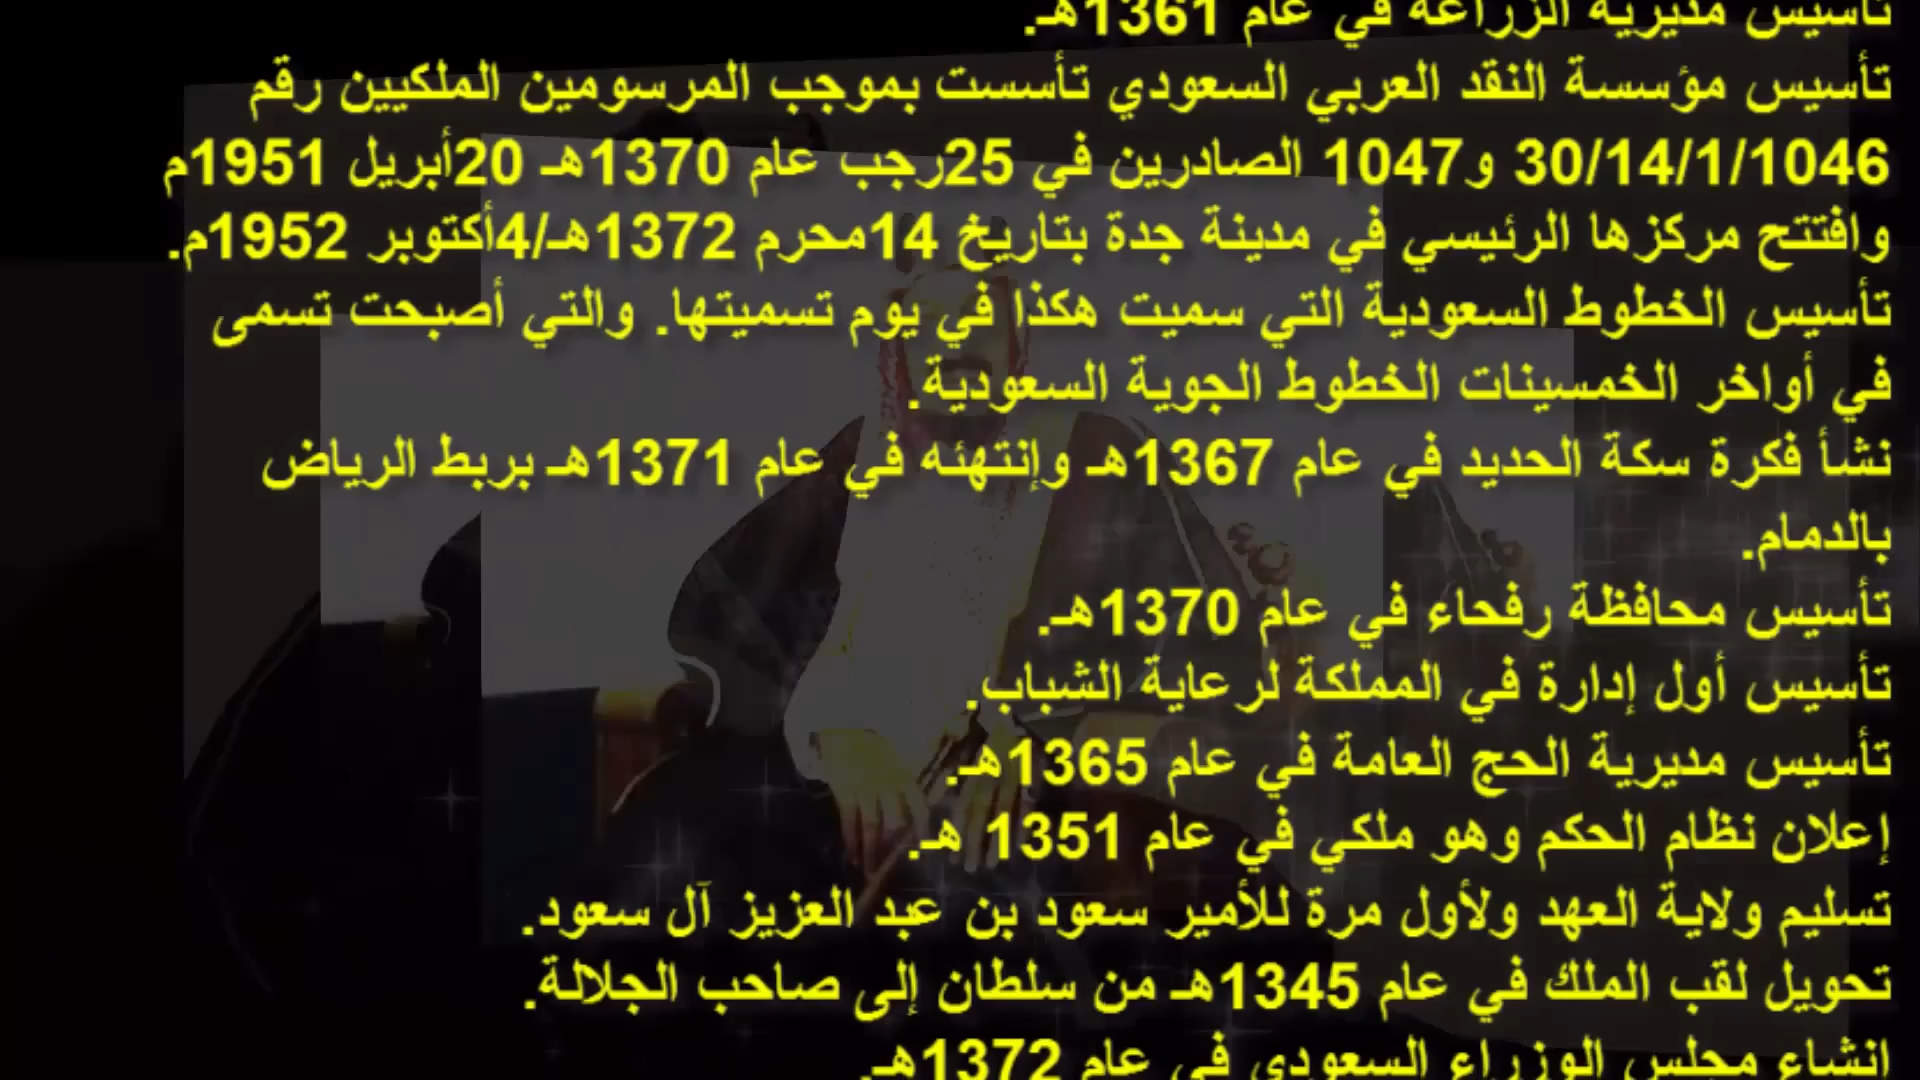 تأسيس مديرية الزراعة في عام 1361هـ.
تأسيس مؤسسة النقد العربي السعودي تأسست بموجب المرسومين الملكيين رقم
30/14/1/1046 و1047 الصادرين في 25رجب عام 1370هـ 20أبريل 1951م
وافتتح مركزها الرئيسي في مدينة جدة بتاريخ 14محرم 1372هـ/4أكتوبر 1952م.
تأسيس الخطوط السعودية التي سميت هكذا في يوم تسميتها. والتي أصبحت تسمى
في أواخر الخمسينات الخطوط الجوية السعودية.
نشأ فكرة سكة الحديد في عام 1367هـ وإنتهئه في عام 1371هـ بربط الرياض
بالدمام.
تأسيس محافظة رفحاء في عام 1370هـ.
تأسيس أول إدارة في المملكة لرعاية الشباب.
تأسيس مديرية الحج العامة في عام 1365هـ.
إعلان نظام الحكم وهو ملكي في عام 1351 هـ.
تسليم ولاية العهد ولأول مرة للأمير سعود بن عبد العزيز آل سعود.
تحويل لقب الملك في عام 1345هـ من سلطان إلى صاحب الجلالة.
انشاء مجلس الوزراء السعودي في عام 1372هـ.